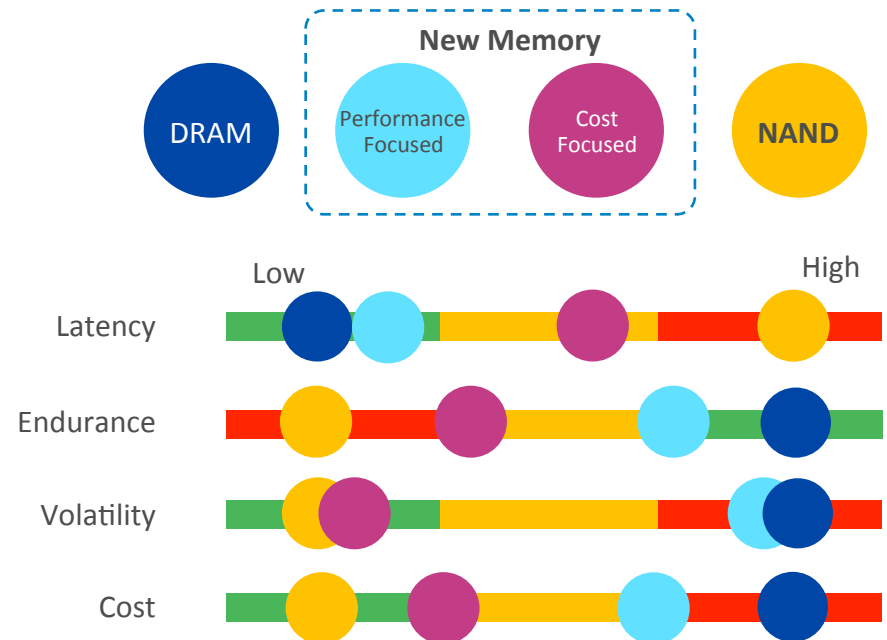 New Memory
DRAM
Performance
Focused
Cost
Focused
NAND
Low
High
Latency
Endurance
Volatility
Cost